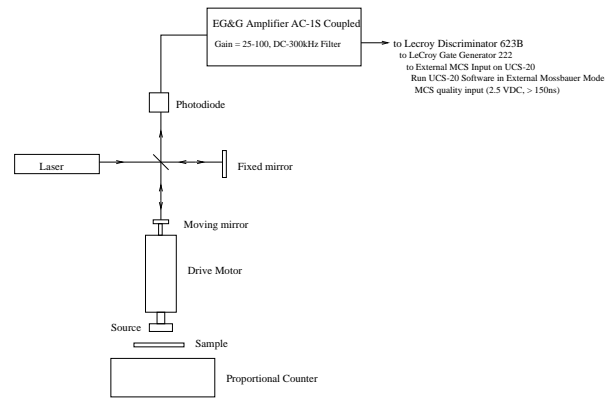 EG&G Amplifier AC-1S Coupled
Gain = 25-100, DC-300kHz Filter
to Lecroy Discriminator 623B
to LeCroy Gate Generator 222
to External MCS Input on UCS-20
Run UCS-20 Software in External Mossbauer Mode
MCS quality input (2.5 VDC, > 150ns)
Photodiode
Laser
Fixed mirror
Moving mirror
Drive Motor
Source
Sample
Proportional Counter